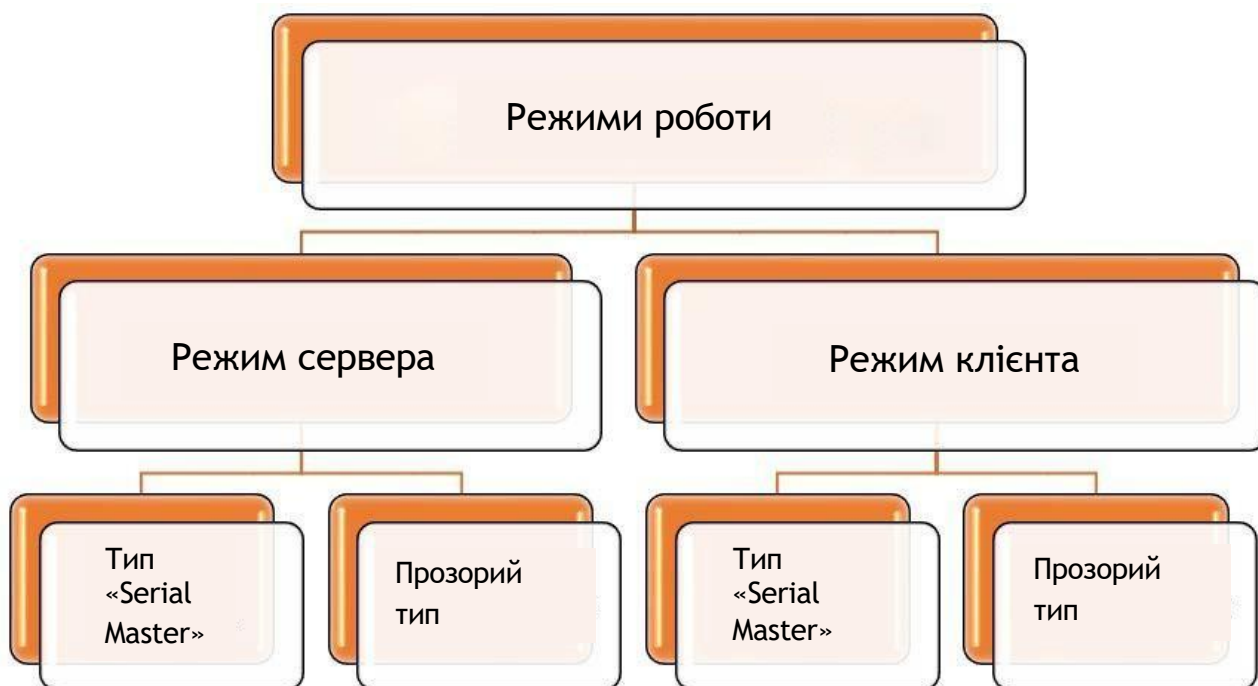 Режими роботи
Режим сервера
Режим клієнта
Тип
«Serial
Master»
Прозорий
тип
Тип
«Serial
Master»
Прозорий
тип